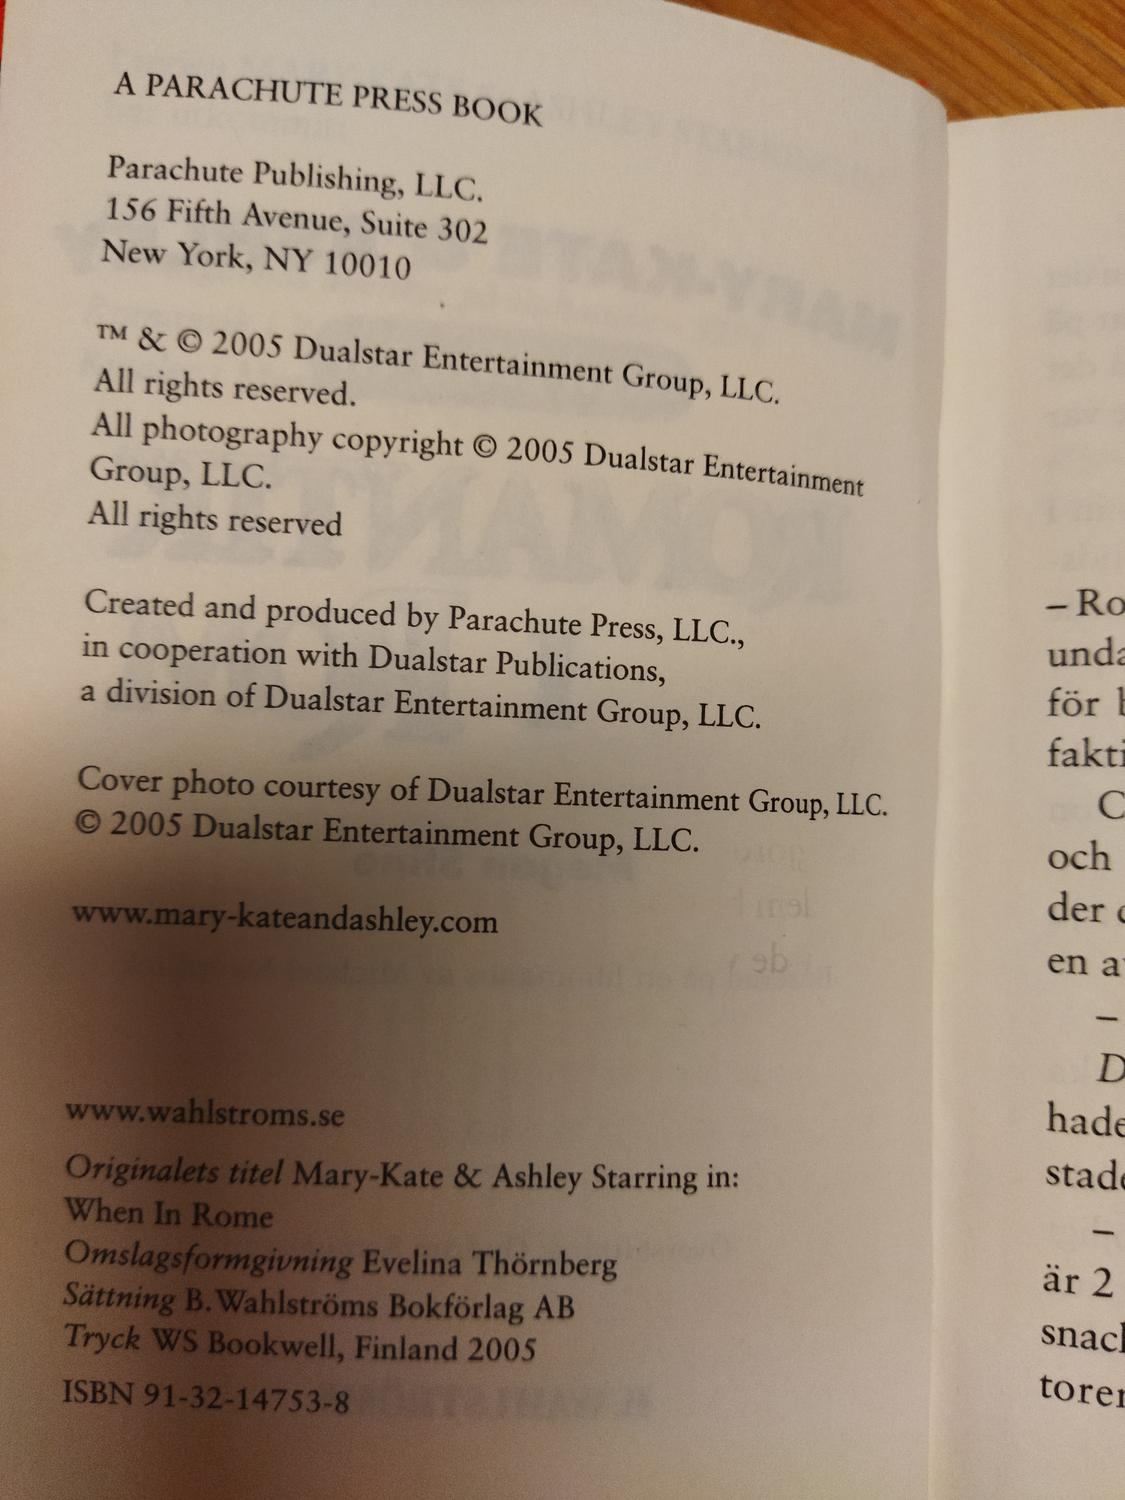 A PARACHUTE PRESS BOOK
Parachute Publishing, LLC.
156 Fifth Avenue, Suite 302
New York, NY 10010
™ & © 2005 Dualstar Entertainment Group, LLC.
All rights reserved.
All photography copyright © 2005 Dualstar Entertainment
Group, LLC.
All rights reserved
Created and produced by Parachute Press, LLC.,
in cooperation with Dualstar Publications,
a division of Dualstar Entertainment Group, LLC.
Cover photo courtesy of Dualstar Entertainment Group, LLC.
© 2005 Dualstar Entertainment Group, LLC.
www.mary-kateandashley.com
www.wahlstroms.se
Originalets titel Mary-Kate & Ashley Starring in:
When In Rome
Omslagsformgivning Evelina Thörnberg
Sättning B. Wahlströms Bokförlag AB
Tryck WS Bookwell, Finland 2005
ISBN 91-32-14753-8
– Ro
unda
för
fakti
C
och
der
en a
–
D
hade
stade
–
är 2
snack
torer